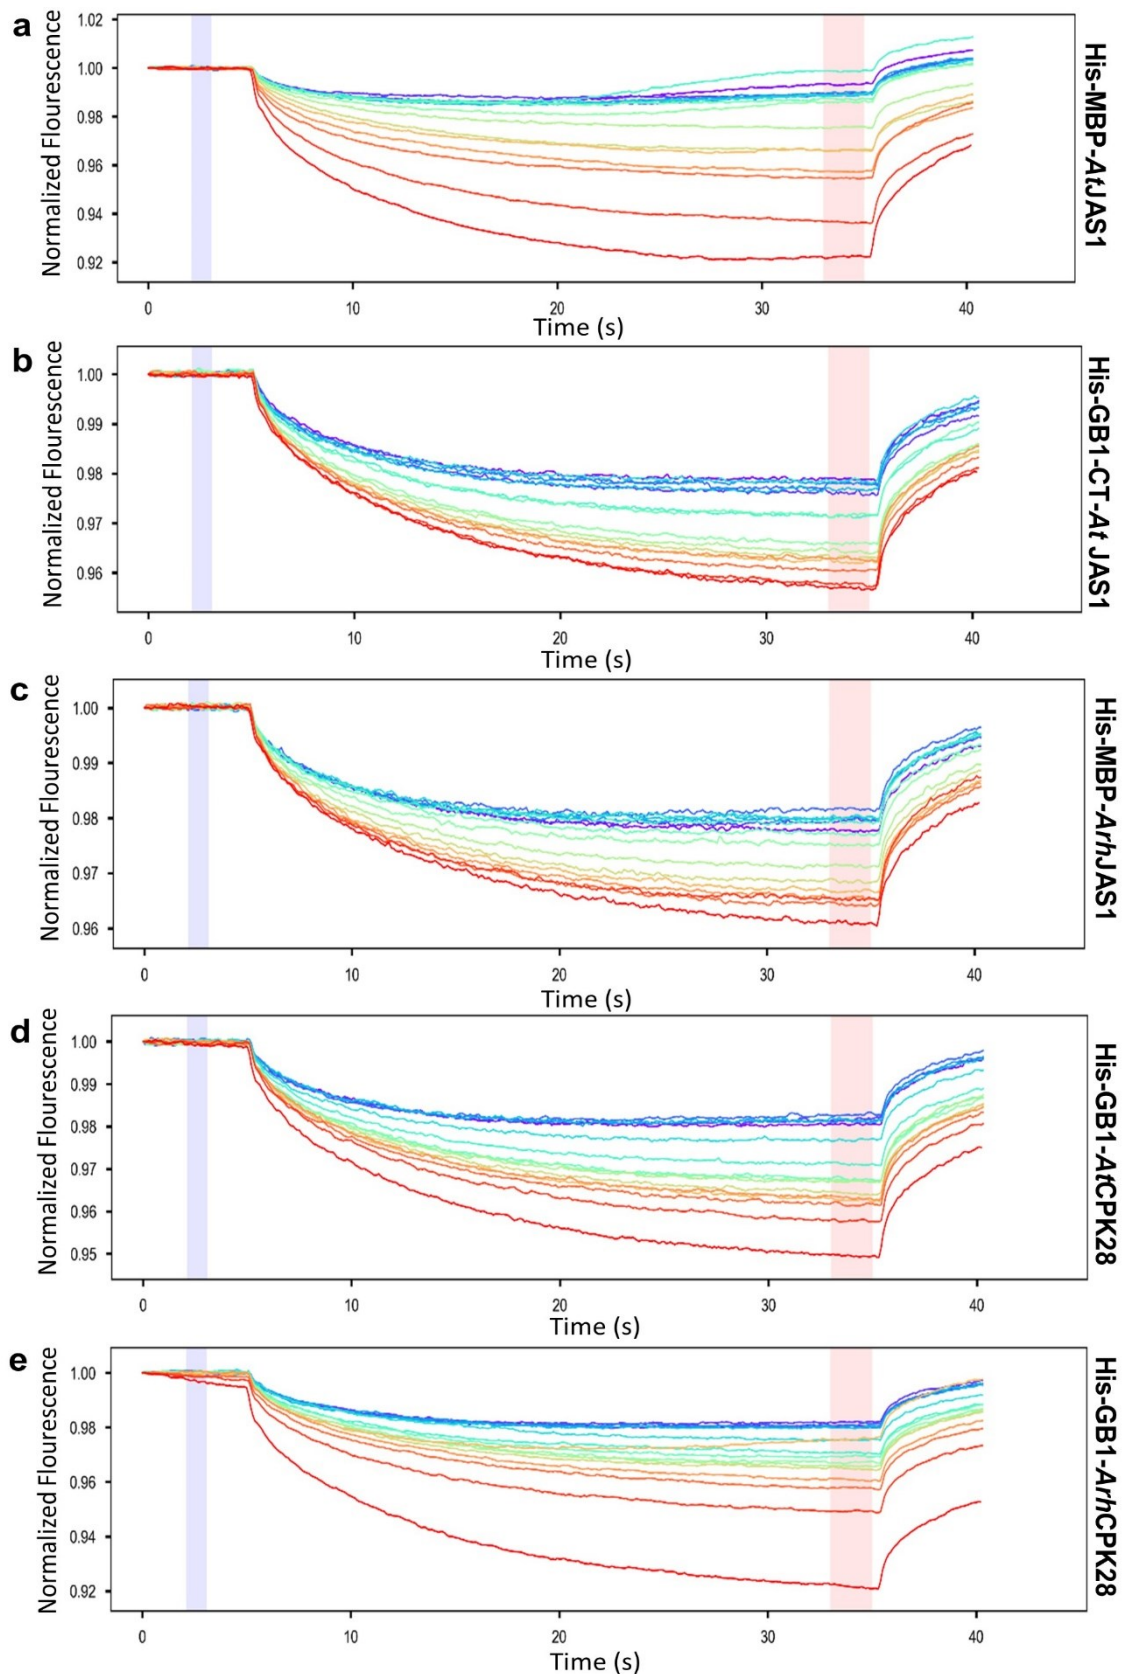 a
Normalized Flourescence
1.02
1.00
0.98
0.96
0.94
0.92
0
10
20
30
40
Time (s)
His-MBP-AtJAS1
b
Normalized Flourescence
1.00
0.99
0.98
0.97
0.96
0
10
20
30
40
Time (s)
His-GB1-CT-At JAS1
c
Normalized Flourescence
1.00
0.99
0.98
0.97
0.96
0
10
20
30
40
Time (s)
His-MBP-ArhJAS1
d
Normalized Flourescence
1.00
0.99
0.98
0.97
0.96
0.95
0
10
20
30
40
Time (s)
His-GB1-AtCPK28
e
Normalized Flourescence
1.00
0.98
0.96
0.94
0.92
0
10
20
30
40
Time (s)
His-GB1-ArhCPK28